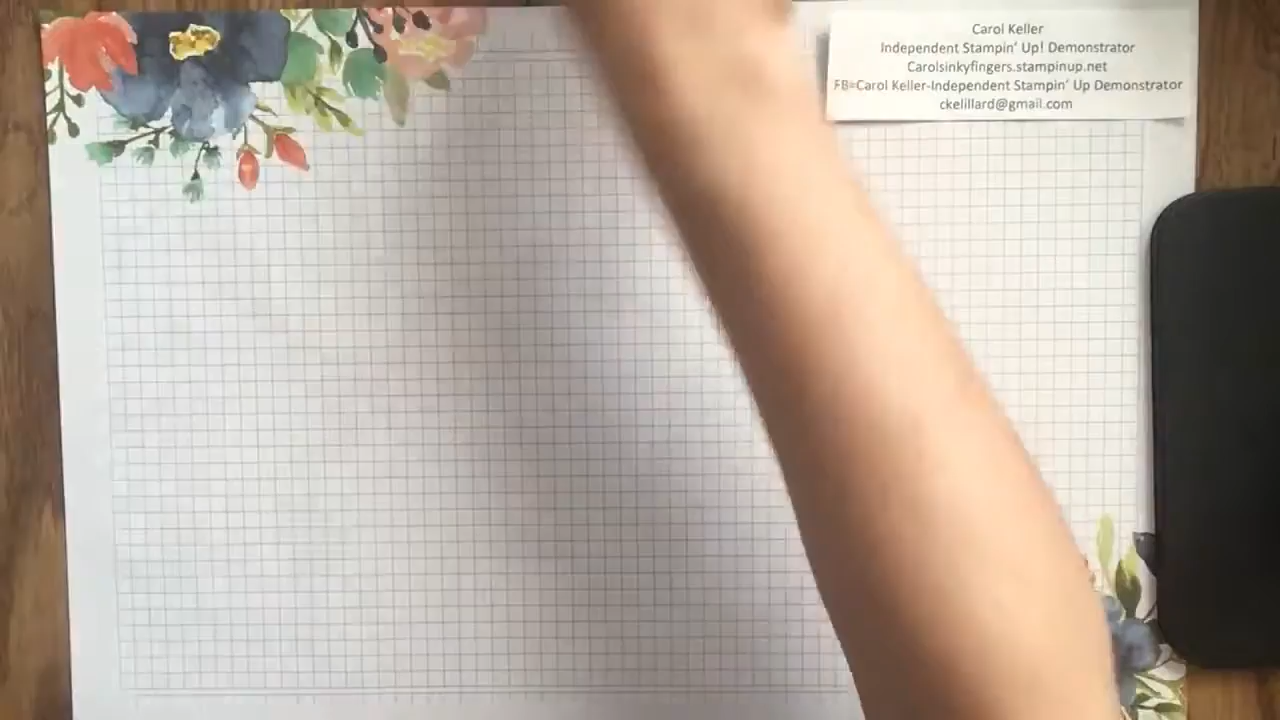 Carol Keller
Independent Stampin' Up! Demonstrator
Carolsinkyfingers.stampinup.net
FB=Carol Keller-Independent Stampin' Up Demonstrator
ckelillard@gmail.com